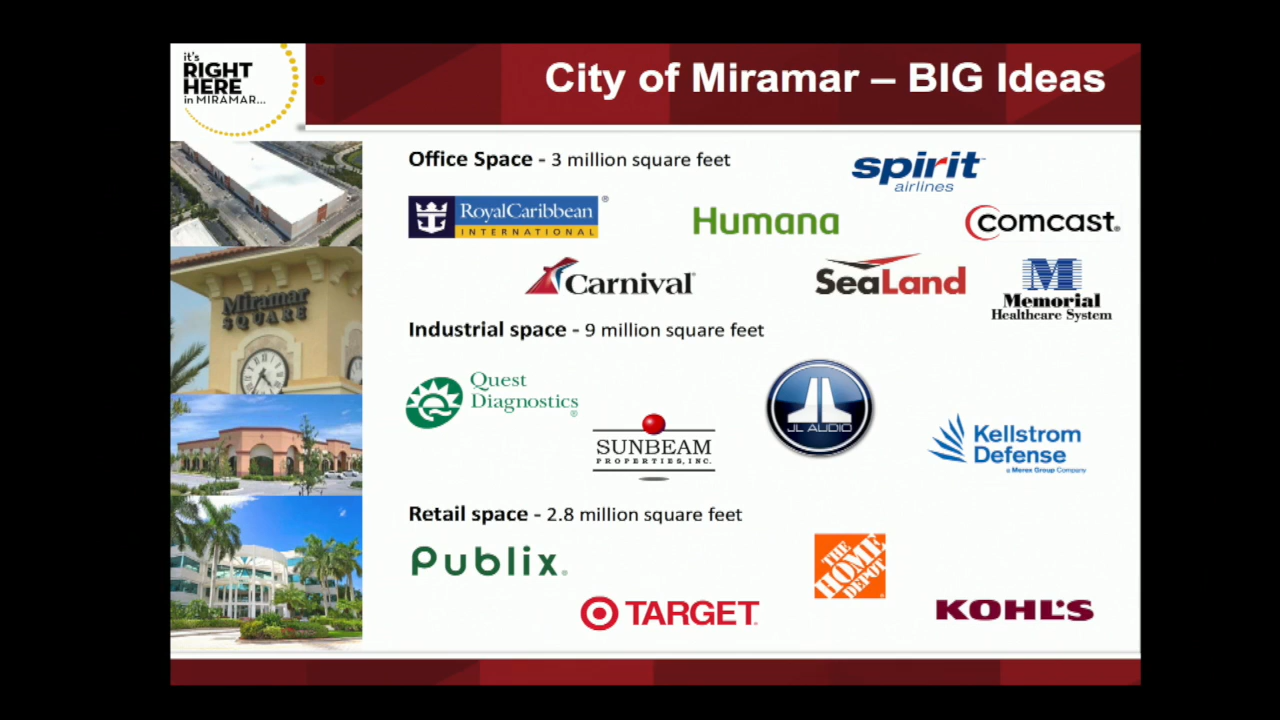 it's
RIGHT
HERE
in MIRAMAR...
City of Miramar – BIG Ideas
Office Space - 3 million square feet
spirit
airlines
RoyalCaribbean®
INTERNATIONAL
Humana
comcast®
Carnival®
SeaLand
M
Memorial
Healthcare System
Miramar
SQUARE
Industrial space - 9 million square feet
Quest
Diagnostics®
JL AUDIO
SUNBEAM
PROPERTIES, INC.
Kellstrom
Defense
a Merex Group Company
Retail space - 2.8 million square feet
Publix®
THE
HOME
DEPOT
TARGET
KOHL'S